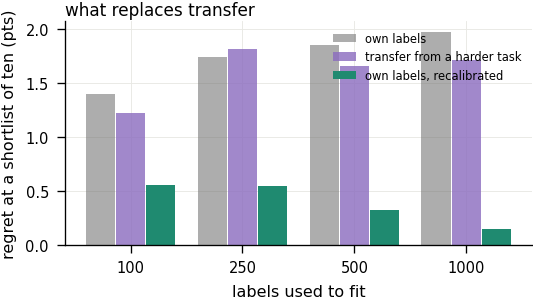 what replaces transfer
regret at a shortlist of ten (pts)
2.0
1.5
1.0
0.5
0.0
own labels
transfer from a harder task
own labels, recalibrated
100 250 500 1000
labels used to fit